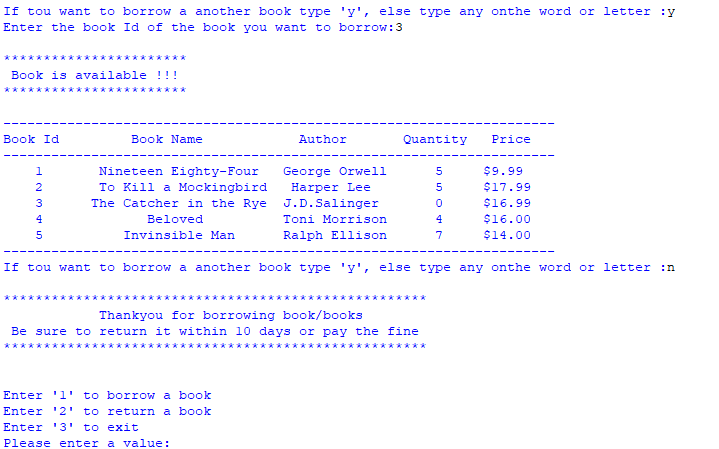 If tou want to borrow a another book type 'y', else type any onthe word or letter :y
Enter the book Id of the book you want to borrow:3
***********************
Book is available !!!
***********************
---------------------------------------------------------------------
Book Id Book Name Author Quantity Price
---------------------------------------------------------------------
1 Nineteen Eighty-Four George Orwell 5 $9.99
2 To Kill a Mockingbird Harper Lee 5 $17.99
3 The Catcher in the Rye J.D.Salinger 0 $16.99
4 Beloved Toni Morrison 4 $16.00
5 Invinsible Man Ralph Ellison 7 $14.00
---------------------------------------------------------------------
If tou want to borrow a another book type 'y', else type any onthe word or letter :n
*****************************************************
Thankyou for borrowing book/books
Be sure to return it within 10 days or pay the fine
*****************************************************
Enter '1' to borrow a book
Enter '2' to return a book
Enter '3' to exit
Please enter a value: